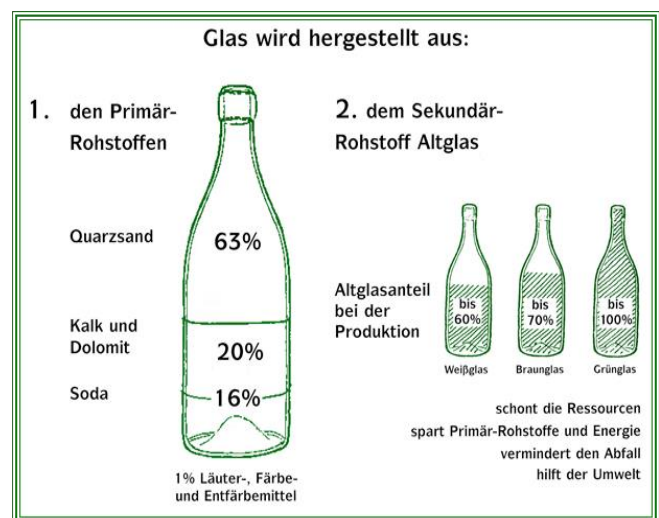 Glas wird hergestellt aus:
1. den Primär-
Rohstoffen
Quarzsand
63%
Kalk und
Dolomit
20%
Soda
16%
1% Läuter-, Färbe-
und Entfärbemittel
2. dem Sekundär-
Rohstoff Altglas
Altglasanteil
bei der
Produktion
bis
60%
Weißglas
bis
70%
Braunglas
bis
100%
Grünglas
schont die Ressourcen
spart Primär-Rohstoffe und Energie
vermindert den Abfall
hilft der Umwelt